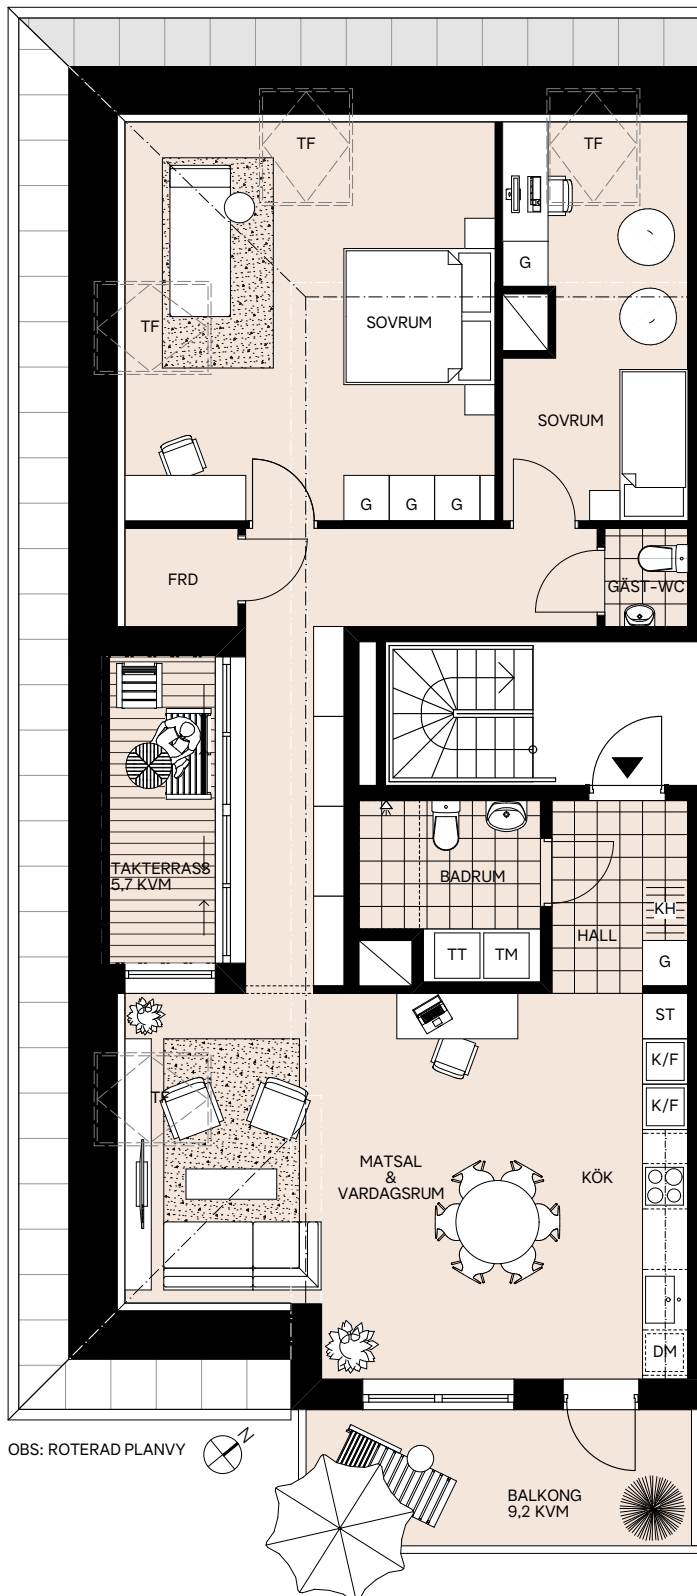 TF
TF
G
TF
SOVRUM
SOVRUM
G
G
G
FRD
GÄST-WC
TAKTERRASS
5,7 KVM
BADRUM
KH
HALL
TT
TM
G
ST
K/F
K/F
MATSAL
&
VARDAGSRUM
KÖK
DM
OBS: ROTERAD PLANVY
N
BALKONG
9,2 KVM